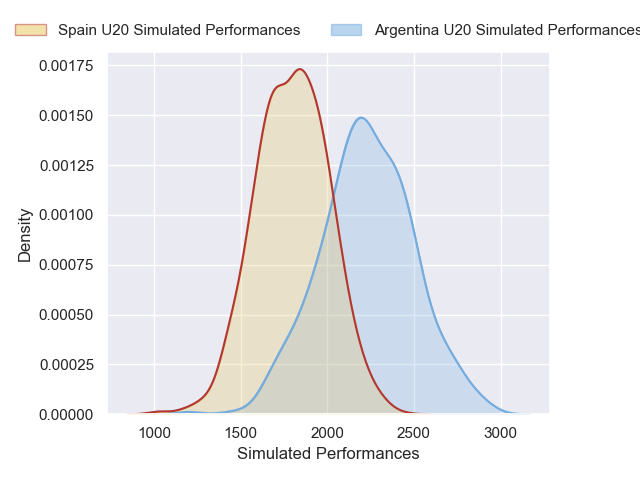 Spain U20 Simulated Performances
Argentina U20 Simulated Performances
0.00175
0.00150
0.00125
0.00100
0.00075
0.00050
0.00025
0.00000
Density
1000 1500 2000 2500 3000
Simulated Performances